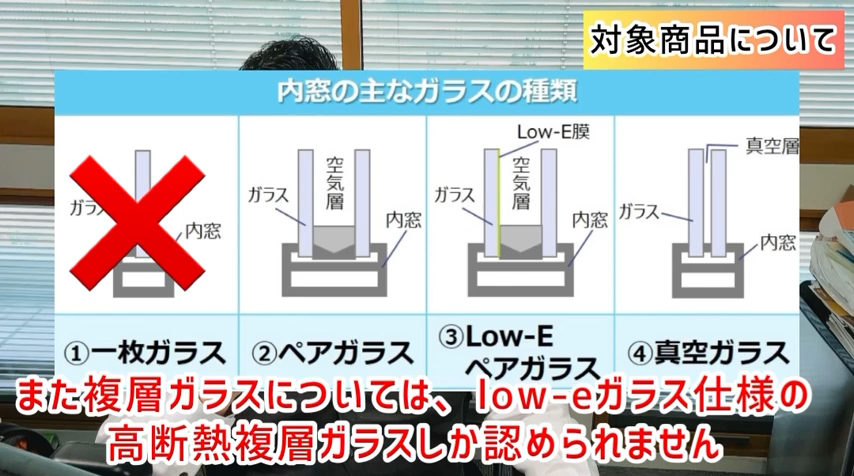 対象商品について
内窓の主なガラスの種類
ガラス
内窓
①一枚ガラス
ガラス
空気層
内窓
②ペアガラス
Low-E膜
ガラス
空気層
内窓
③Low-E
ペアガラス
真空層
ガラス
内窓
④真空ガラス
また複層ガラスについては、low-eガラス仕様の
高断熱複層ガラスしか認められません